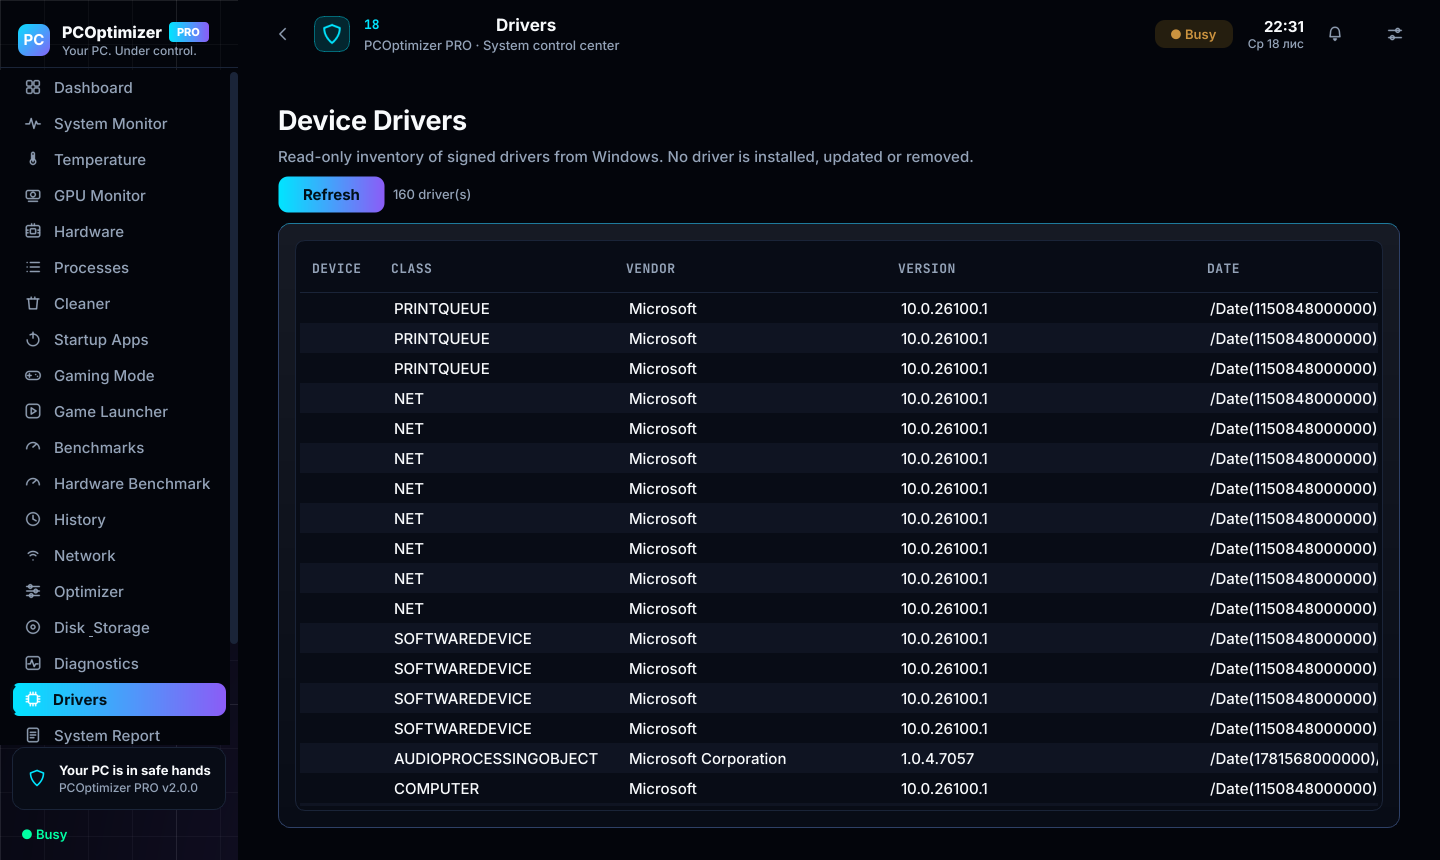 PC PCOptimizer PRO
Your PC. Under control.
Dashboard
System Monitor
Temperature
GPU Monitor
Hardware
Processes
Cleaner
Startup Apps
Gaming Mode
Game Launcher
Benchmarks
Hardware Benchmark
History
Network
Optimizer
Disk _Storage
Diagnostics
Drivers
System Report
Your PC is in safe hands
PCOptimizer PRO v2.0.0
Busy
18 Drivers
PCOptimizer PRO · System control center
Busy
22:31
Ср 18 лис
Device Drivers
Read-only inventory of signed drivers from Windows. No driver is installed, updated or removed.
Refresh 160 driver(s)
DEVICE CLASS VENDOR VERSION DATE
PRINTQUEUE Microsoft 10.0.26100.1 /Date(1150848000000)
PRINTQUEUE Microsoft 10.0.26100.1 /Date(1150848000000)
PRINTQUEUE Microsoft 10.0.26100.1 /Date(1150848000000)
NET Microsoft 10.0.26100.1 /Date(1150848000000)
NET Microsoft 10.0.26100.1 /Date(1150848000000)
NET Microsoft 10.0.26100.1 /Date(1150848000000)
NET Microsoft 10.0.26100.1 /Date(1150848000000)
NET Microsoft 10.0.26100.1 /Date(1150848000000)
NET Microsoft 10.0.26100.1 /Date(1150848000000)
NET Microsoft 10.0.26100.1 /Date(1150848000000)
NET Microsoft 10.0.26100.1 /Date(1150848000000)
SOFTWAREDEVICE Microsoft 10.0.26100.1 /Date(1150848000000)
SOFTWAREDEVICE Microsoft 10.0.26100.1 /Date(1150848000000)
SOFTWAREDEVICE Microsoft 10.0.26100.1 /Date(1150848000000)
SOFTWAREDEVICE Microsoft 10.0.26100.1 /Date(1150848000000)
AUDIOPROCESSINGOBJECT Microsoft Corporation 1.0.4.7057 /Date(1781568000000)/
COMPUTER Microsoft 10.0.26100.1 /Date(1150848000000)